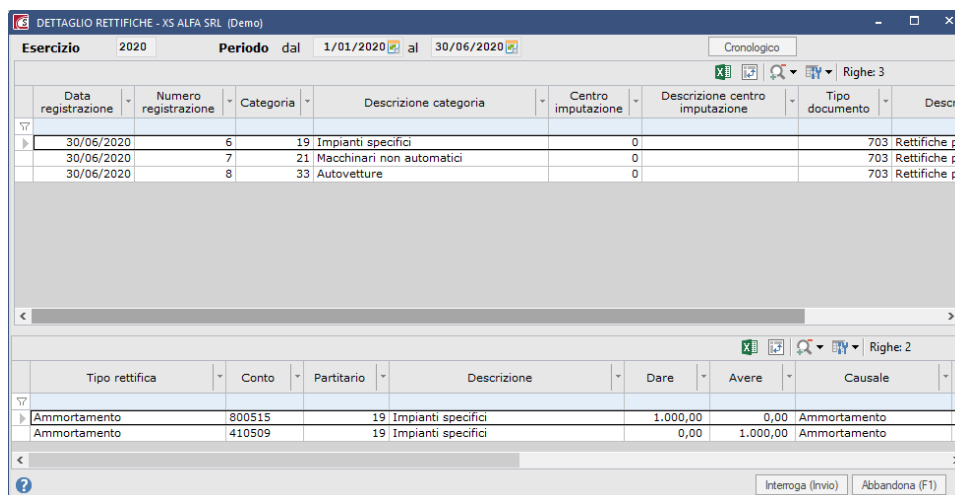 DETTAGLIO RETTIFICHE - XS ALFA SRL (Demo)
Esercizio 2020 Periodo dal 1/01/2020 al 30/06/2020 Cronologico
Righe: 3
Data registrazione Numero registrazione Categoria Descrizione categoria Centro imputazione Descrizione centro imputazione Tipo documento Descr
30/06/2020 6 19 Impianti specifici 0 703 Rettifiche p
30/06/2020 7 21 Macchinari non automatici 0 703 Rettifiche p
30/06/2020 8 33 Autovetture 0 703 Rettifiche p
Righe: 2
Tipo rettifica Conto Partitario Descrizione Dare Avere Causale
Ammortamento 800515 19 Impianti specifici 1.000,00 0,00 Ammortamento
Ammortamento 410509 19 Impianti specifici 0,00 1.000,00 Ammortamento
Interroga (Invio) Abbandona (F1)